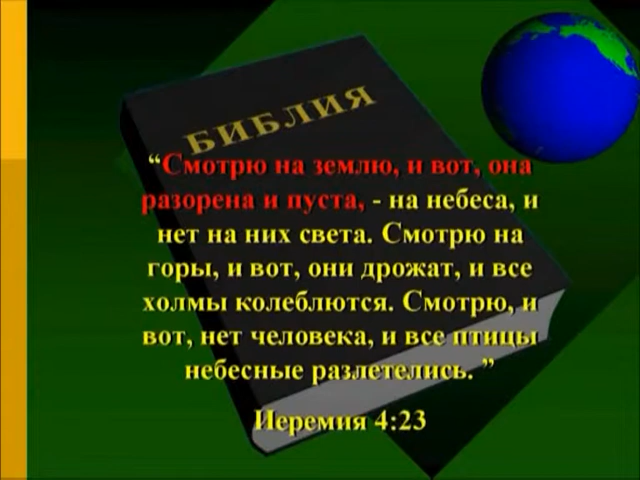 БИБЛИЯ
“Смотрю на землю, и вот, она
разорена и пуста, - на небеса, и
нет на них света. Смотрю на
горы, и вот, они дрожат, и все
холмы колеблются. Смотрю, и
вот, нет человека, и все птицы
небесные разлетелись. ”
Иеремия 4:23